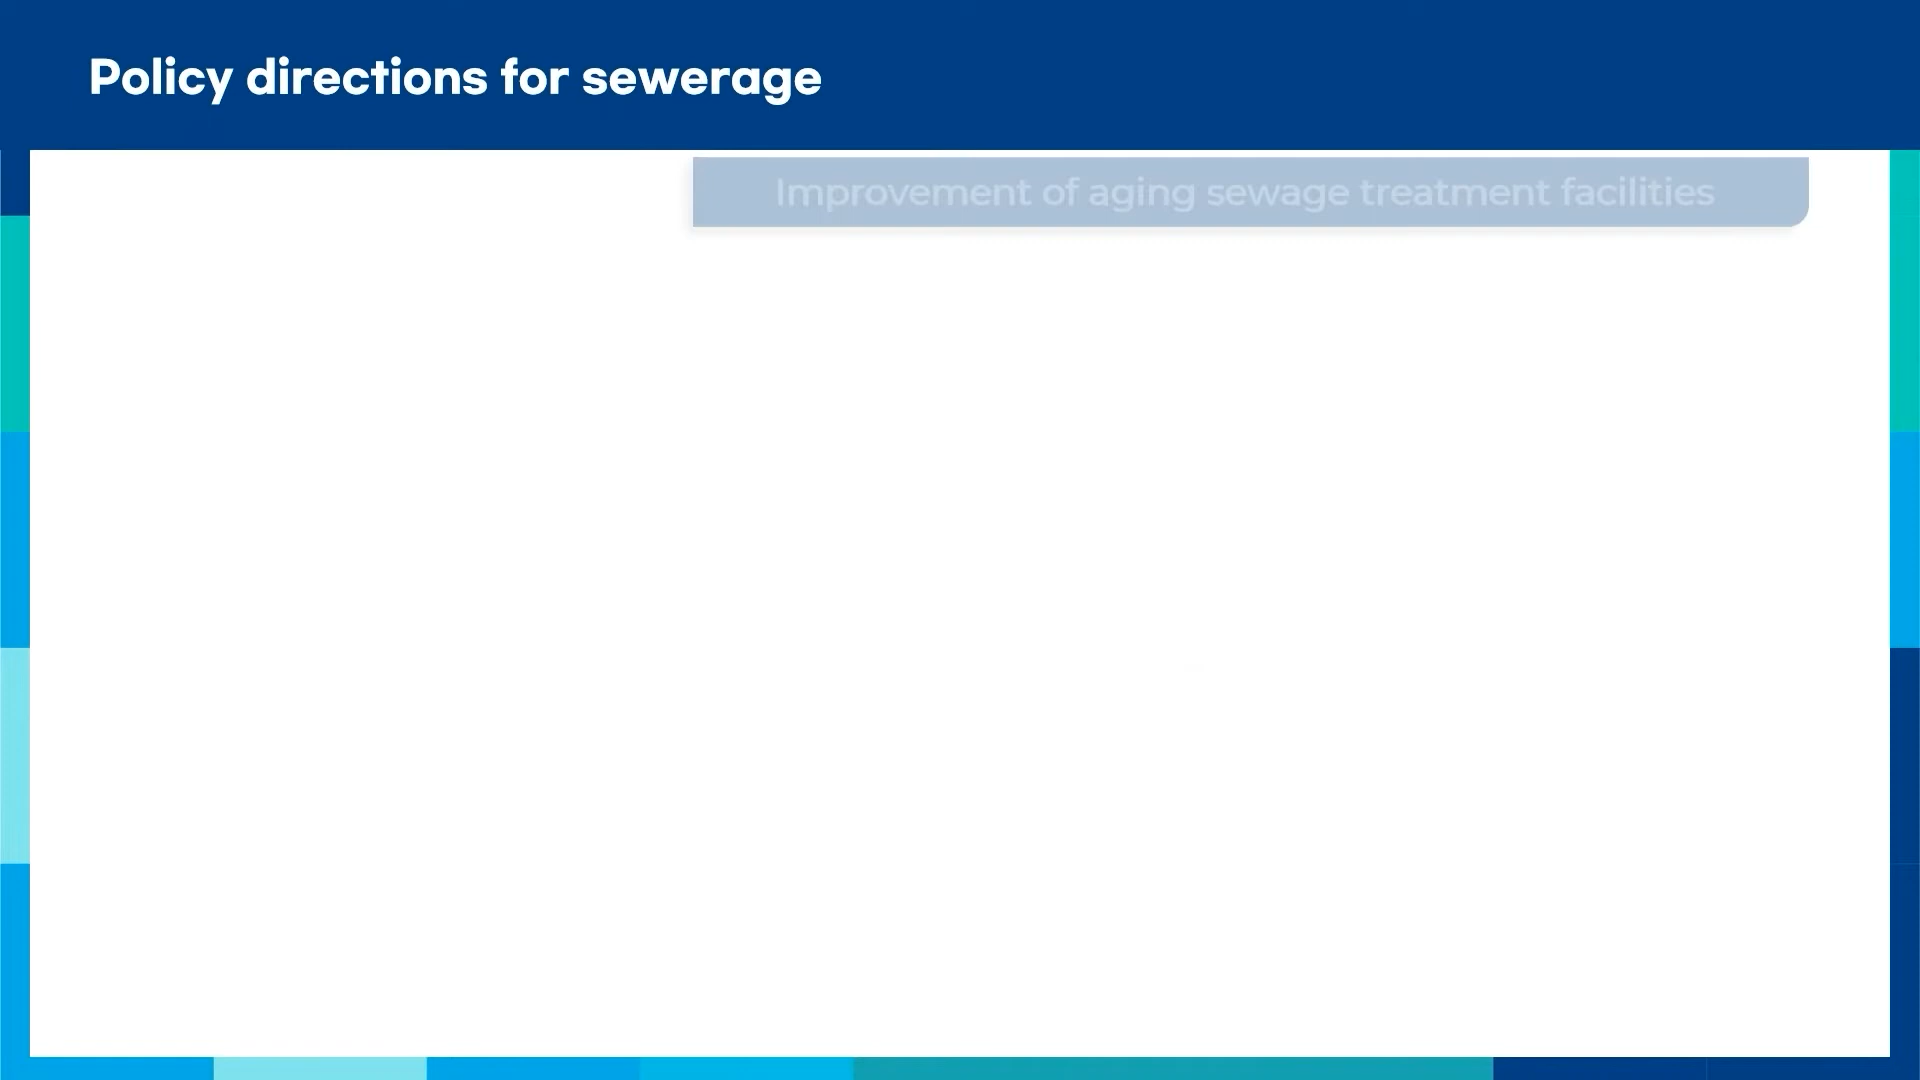 Policy directions for sewerage
Improvement of aging sewage treatment facilities